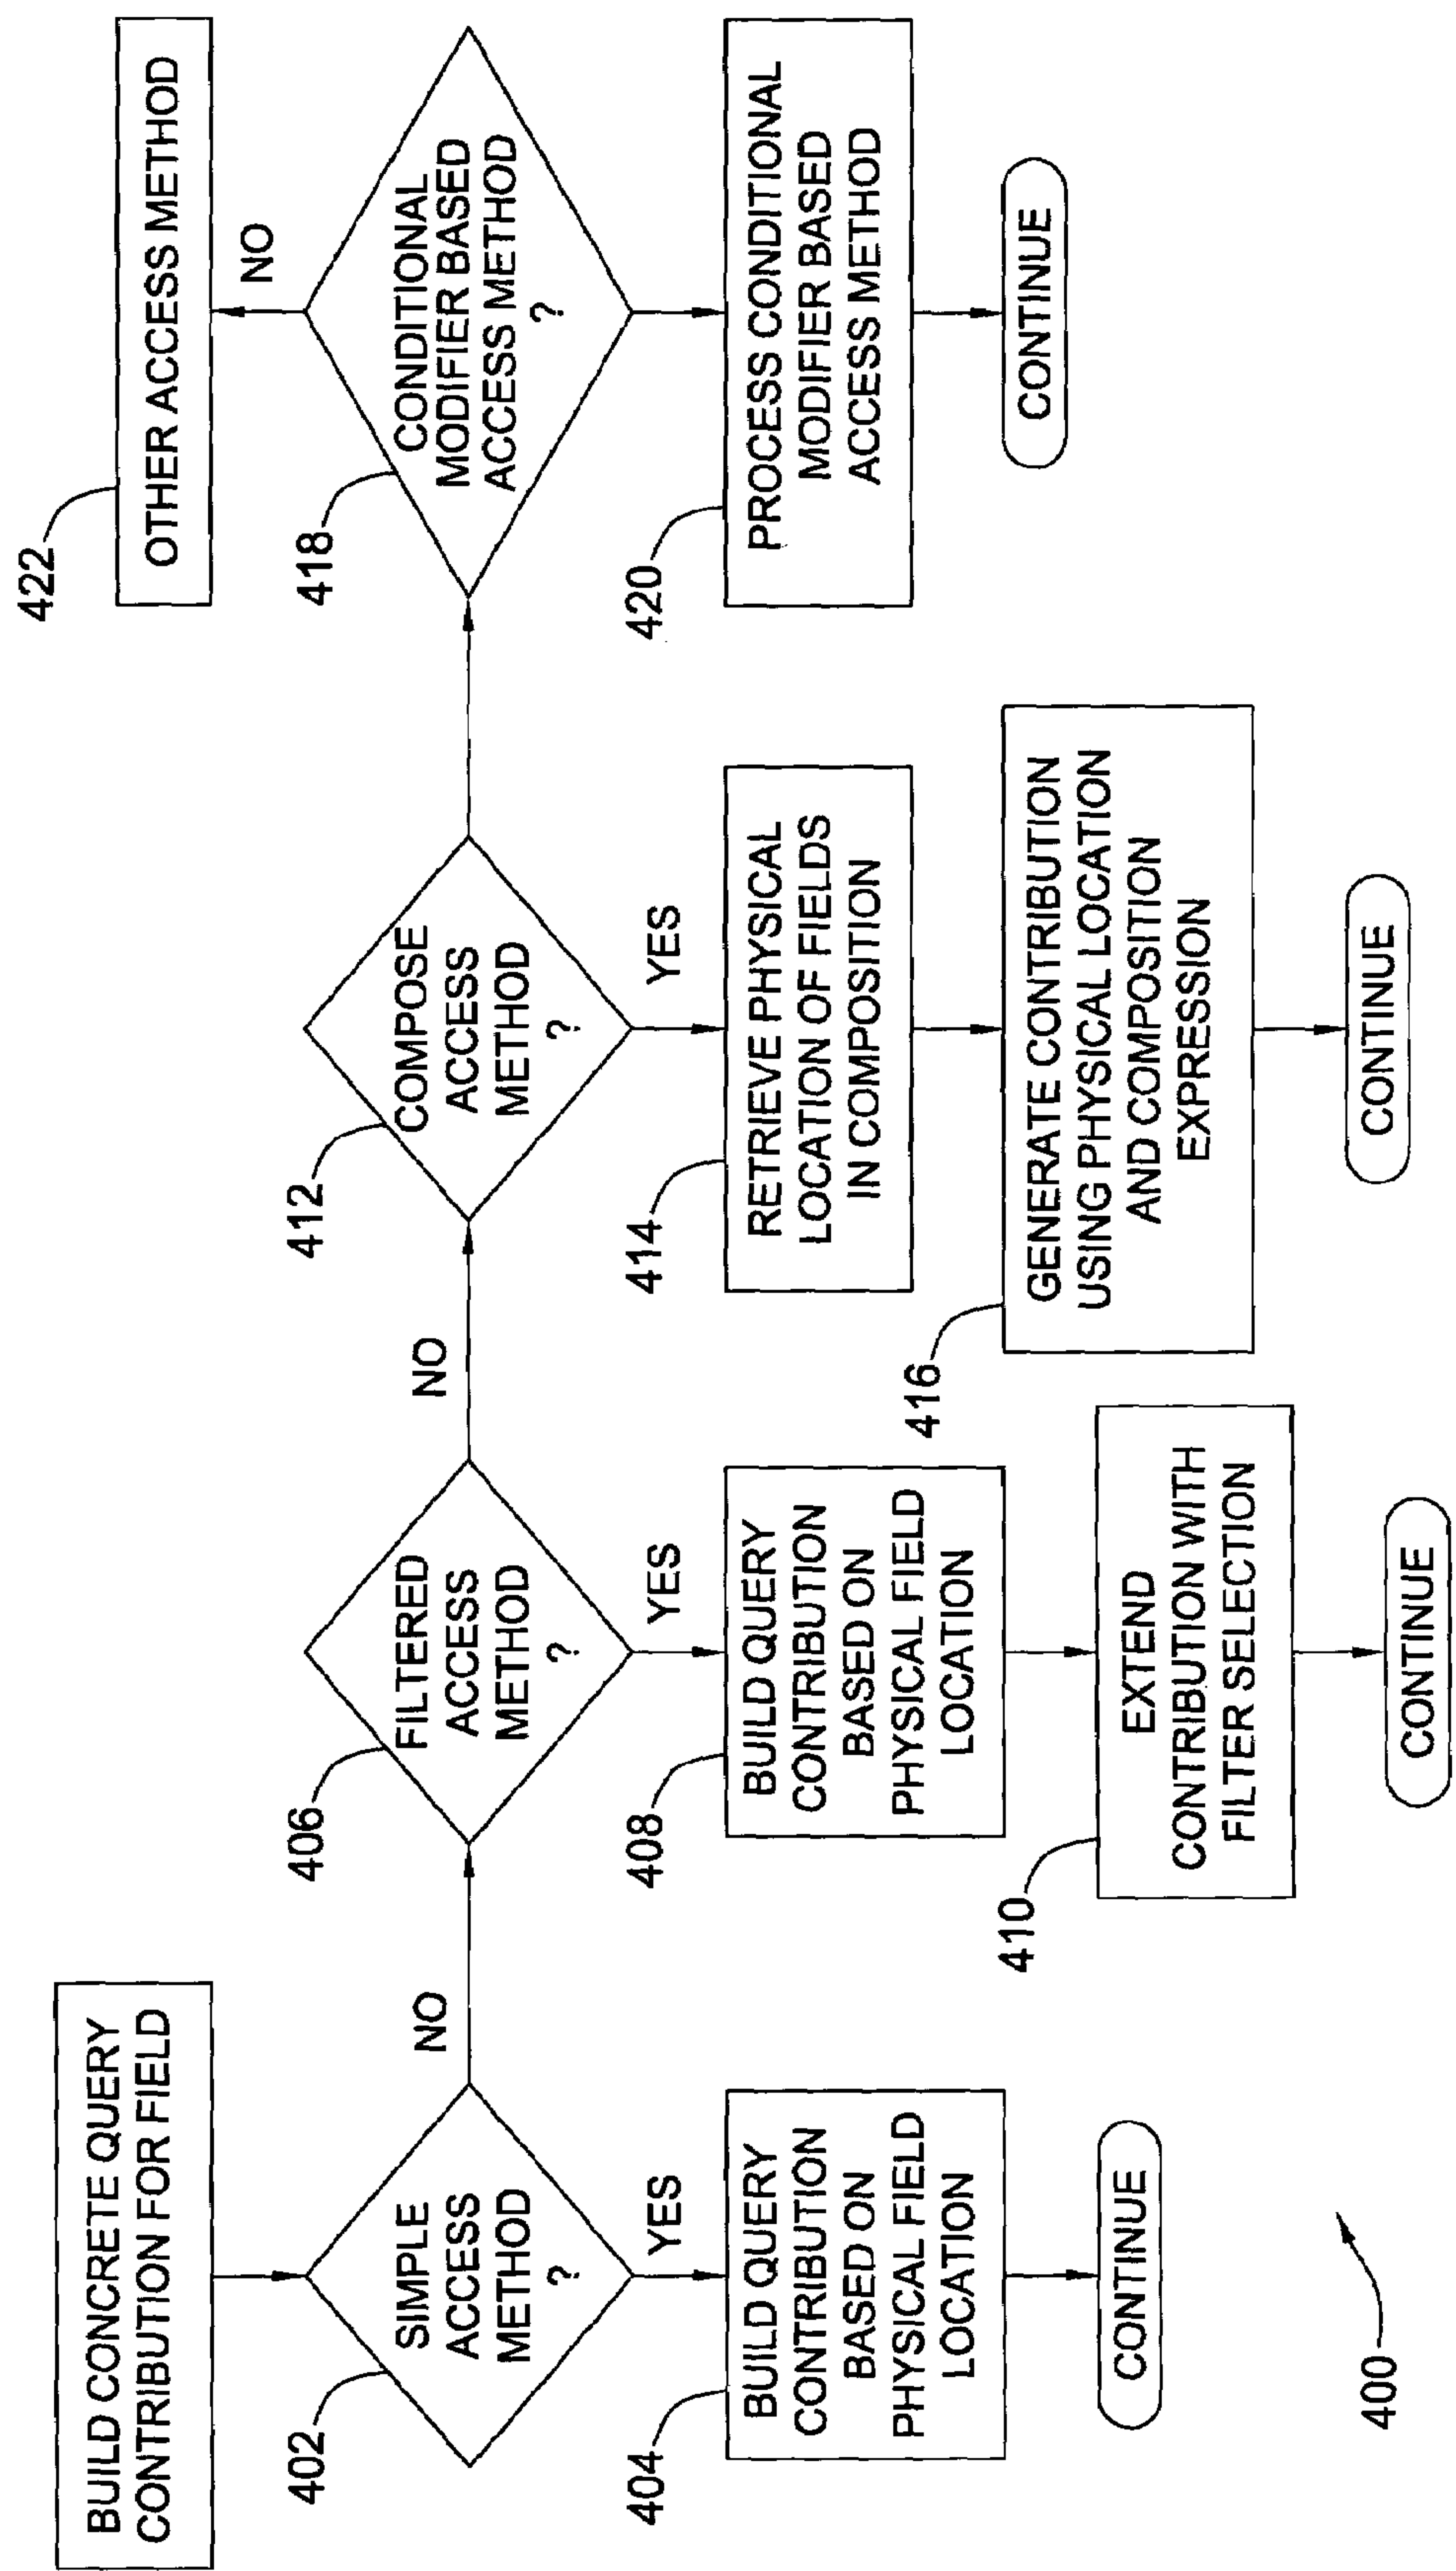 BUILD CONCRETE QUERY
CONTRIBUTION FOR FIELD
402
SIMPLE
ACCESS
METHOD
?
YES
NO
404
BUILD QUERY
CONTRIBUTION
BASED ON
PHYSICAL FIELD
LOCATION
CONTINUE
406
FILTERED
ACCESS
METHOD
?
YES
NO
408
BUILD QUERY
CONTRIBUTION
BASED ON
PHYSICAL FIELD
LOCATION
410
EXTEND
CONTRIBUTION WITH
FILTER SELECTION
CONTINUE
412
COMPOSE
ACCESS
METHOD
?
YES
414
RETRIEVE PHYSICAL
LOCATION OF FIELDS
IN COMPOSITION
416
GENERATE CONTRIBUTION
USING PHYSICAL LOCATION
AND COMPOSITION
EXPRESSION
CONTINUE
418
CONDITIONAL
MODIFIER BASED
ACCESS METHOD
?
NO
422
OTHER ACCESS METHOD
420
PROCESS CONDITIONAL
MODIFIER BASED
ACCESS METHOD
CONTINUE
400